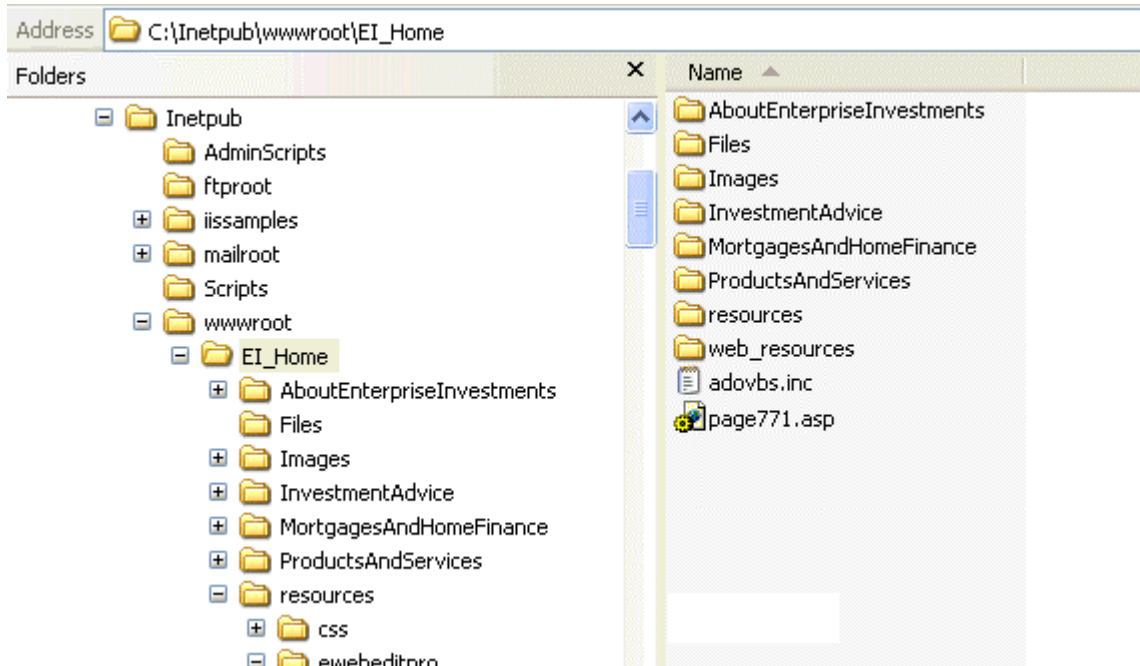 Address C:\Inetpub\wwwroot\EI_Home
Folders
Inetpub
AdminScripts
ftproot
iissamples
mailroot
Scripts
wwwroot
EI_Home
AboutEnterpriseInvestments
Files
Images
InvestmentAdvice
MortgagesAndHomeFinance
ProductsAndServices
resources
css
ewebeditpro
Name
AboutEnterpriseInvestments
Files
Images
InvestmentAdvice
MortgagesAndHomeFinance
ProductsAndServices
resources
web_resources
adovbs.inc
page771.asp